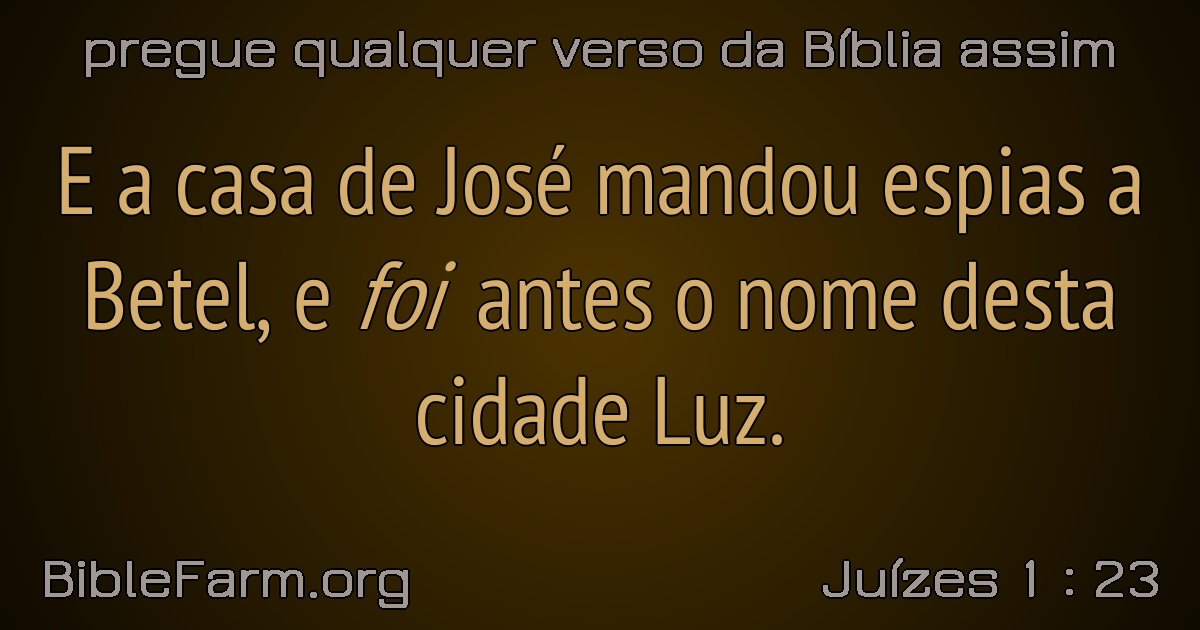 pregue qualquer verso da Bíblia assim
E a casa de José mandou espias a
Betel, e foi antes o nome desta
cidade Luz.
BibleFarm.org
Juízes 1 : 23